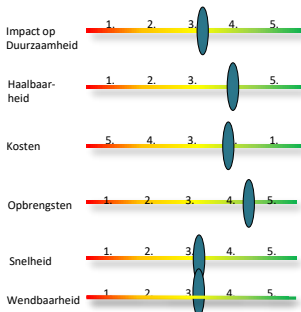 Impact op
Duurzaamheid
1. 2. 3. 4. 5.
Haalbaar-
heid
1. 2. 3. 5.
Kosten
5. 4. 3. 1.
Opbrengsten
1. 2. 3. 4. 5.
Snelheid
1. 2. 3. 4. 5.
Wendbaarheid
1. 2. 3. 4. 5.